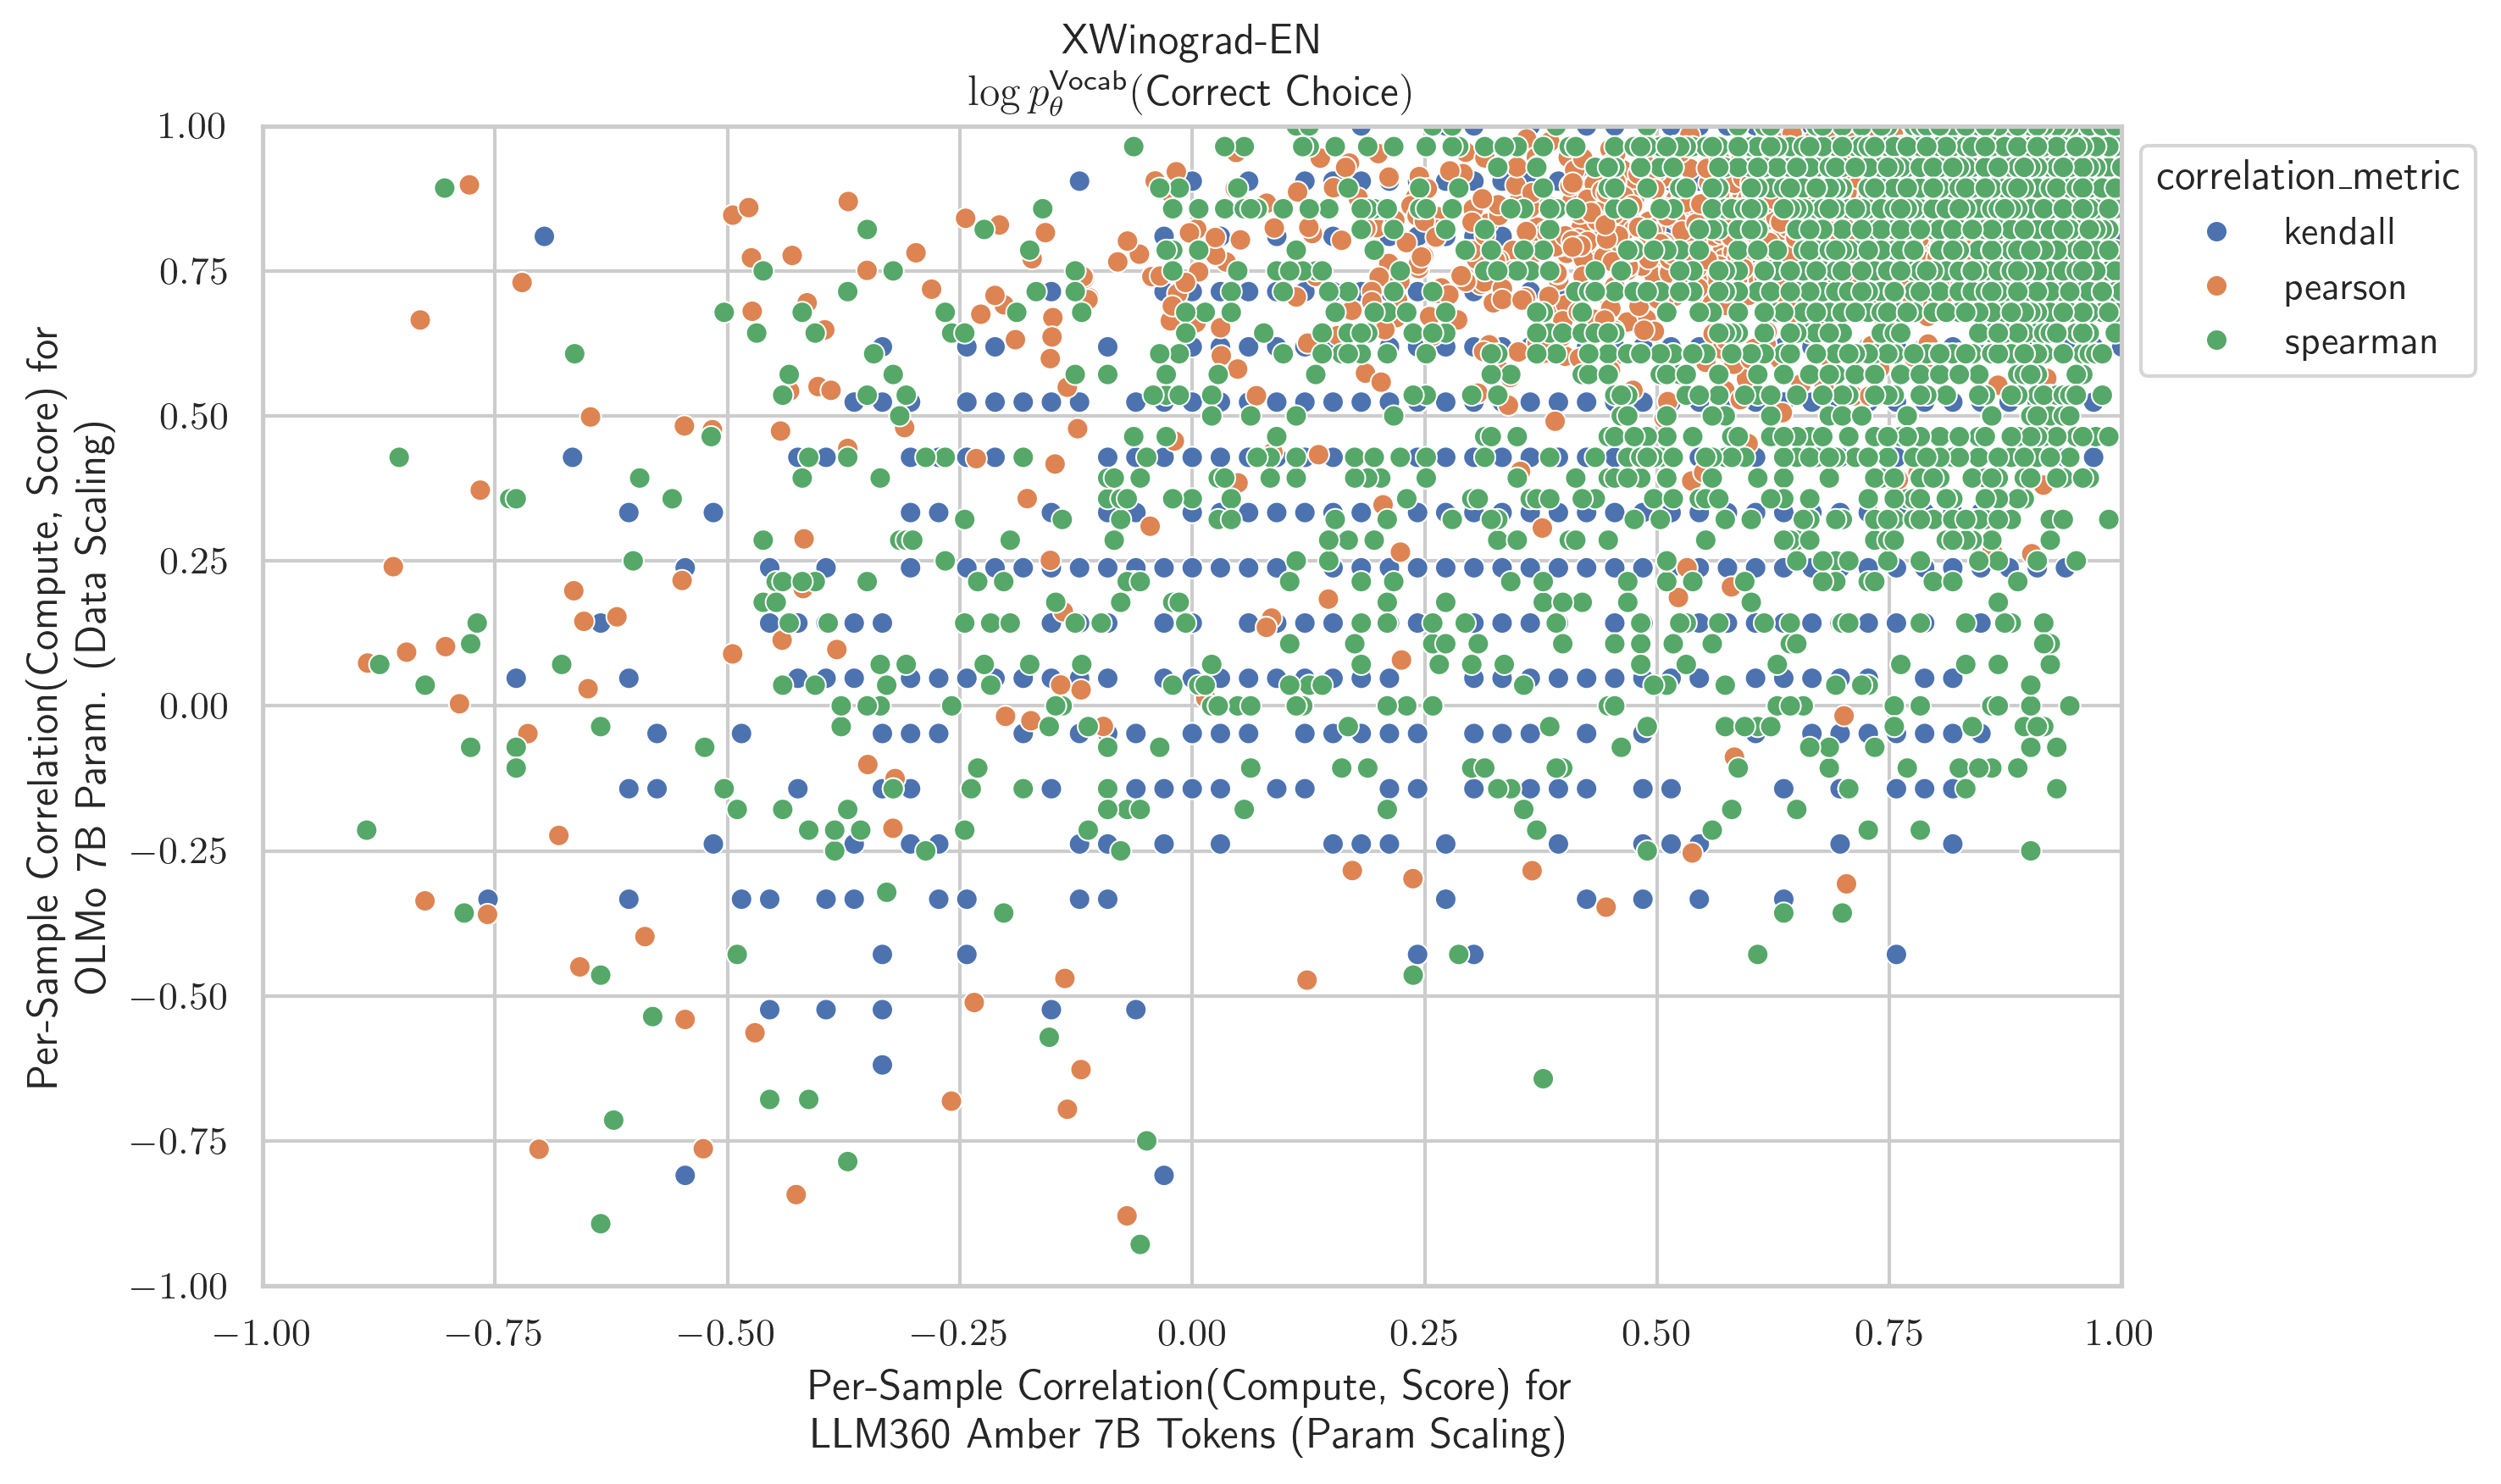 XWinograd-EN
log p_θ^Vocab(Correct Choice)
1.00
0.75
0.50
0.25
0.00
−0.25
−0.50
−0.75
−1.00
Per-Sample Correlation(Compute, Score) for
OLMo 7B Param. (Data Scaling)
correlation_metric
kendall
pearson
spearman
−1.00 −0.75 −0.50 −0.25 0.00 0.25 0.50 0.75 1.00
Per-Sample Correlation(Compute, Score) for
LLM360 Amber 7B Tokens (Param Scaling)